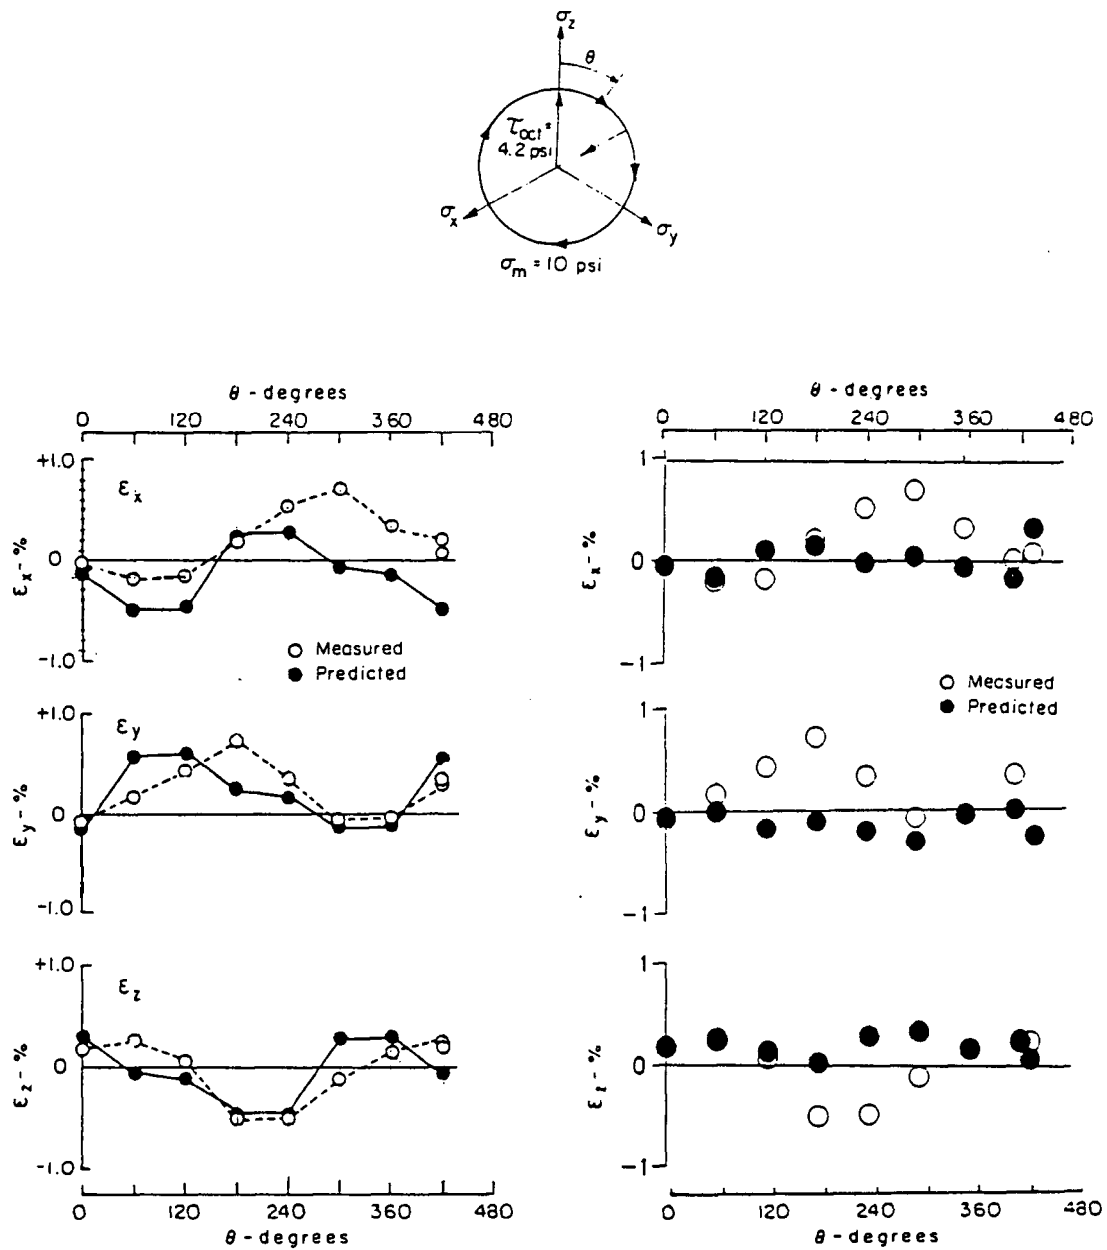 σz
θ
τoct =
4.2 psi
σx
σy
σm = 10 psi
θ - degrees
0 120 240 360 480
+1.0
εx
εx - %
0
-1.0
○ Measured
● Predicted
+1.0
εy
εy - %
0
-1.0
+1.0
εz
εz - %
0
-1.0
0 120 240 360 480
θ - degrees
θ - degrees
0 120 240 360 480
1
εx - %
0
-1
○ Measured
● Predicted
1
εy - %
0
-1
1
εz - %
0
-1
0 120 240 360 480
θ - degrees